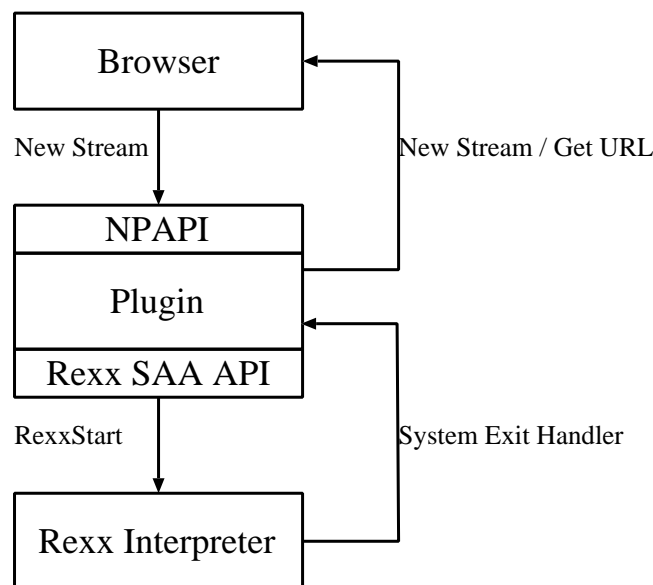 Browser
New Stream
New Stream / Get URL
NPAPI
Plugin
Rexx SAA API
RexxStart
System Exit Handler
Rexx Interpreter